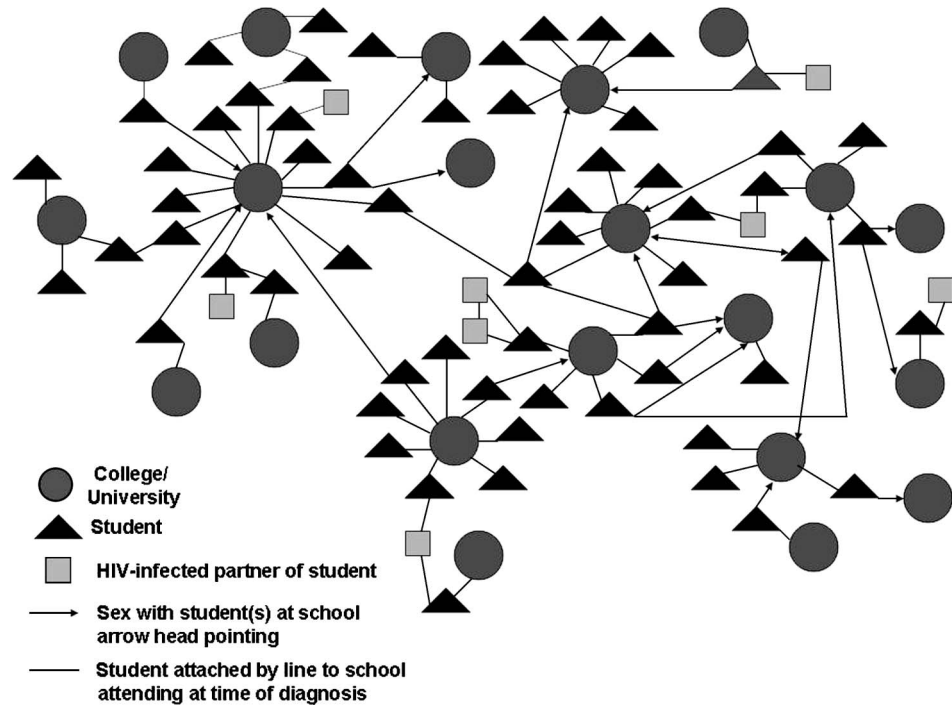 College/
University
Student
HIV-infected partner of student
Sex with student(s) at school
arrow head pointing
Student attached by line to school
attending at time of diagnosis